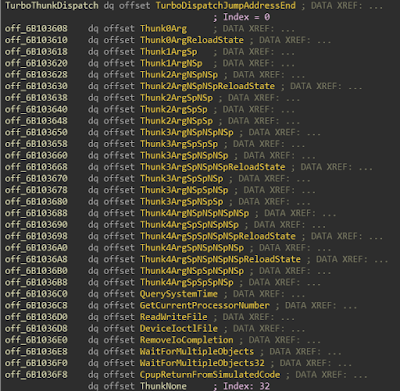 TurboThunkDispatch dq offset TurboDispatchJumpAddressEnd ; DATA XREF: ...
; Index = 0
off_6B103608 dq offset Thunk0Arg ; DATA XREF: ...
off_6B103610 dq offset Thunk0ArgReloadState ; DATA XREF: ...
off_6B103618 dq offset Thunk1ArgSp ; DATA XREF: ...
off_6B103620 dq offset Thunk1ArgNSp ; DATA XREF: ...
off_6B103628 dq offset Thunk2ArgNSpNSp ; DATA XREF: ...
off_6B103630 dq offset Thunk2ArgNSpNSpReloadState ; DATA XREF: ...
off_6B103638 dq offset Thunk2ArgSpNSp ; DATA XREF: ...
off_6B103640 dq offset Thunk2ArgSpSp ; DATA XREF: ...
off_6B103648 dq offset Thunk2ArgNSpSp ; DATA XREF: ...
off_6B103650 dq offset Thunk3ArgNSpNSpNSp ; DATA XREF: ...
off_6B103658 dq offset Thunk3ArgSpSpSp ; DATA XREF: ...
off_6B103660 dq offset Thunk3ArgSpNSpNSp ; DATA XREF: ...
off_6B103668 dq offset Thunk3ArgSpNSpNSpReloadState ; DATA XREF: ...
off_6B103670 dq offset Thunk3ArgSpSpNSp ; DATA XREF: ...
off_6B103678 dq offset Thunk3ArgNSpSpNSp ; DATA XREF: ...
off_6B103680 dq offset Thunk3ArgSpNSpSp ; DATA XREF: ...
off_6B103688 dq offset Thunk4ArgNSpNSpNSpNSp ; DATA XREF: ...
off_6B103690 dq offset Thunk4ArgSpSpNSpNSp ; DATA XREF: ...
off_6B103698 dq offset Thunk4ArgSpSpNSpNSpReloadState ; DATA XREF: ...
off_6B1036A0 dq offset Thunk4ArgSpNSpNSpNSp ; DATA XREF: ...
off_6B1036A8 dq offset Thunk4ArgSpNSpNSpNSpReloadState ; DATA XREF: ...
off_6B1036B0 dq offset Thunk4ArgNSpSpNSpNSp ; DATA XREF: ...
off_6B1036B8 dq offset Thunk4ArgSpSpSpNSp ; DATA XREF: ...
off_6B1036C0 dq offset QuerySystemTime ; DATA XREF: ...
off_6B1036C8 dq offset GetCurrentProcessorNumber ; DATA XREF: ...
off_6B1036D0 dq offset ReadWriteFile ; DATA XREF: ...
off_6B1036D8 dq offset DeviceIoctlFile ; DATA XREF: ...
off_6B1036E0 dq offset RemoveIoCompletion ; DATA XREF: ...
off_6B1036E8 dq offset WaitForMultipleObjects ; DATA XREF: ...
off_6B1036F0 dq offset WaitForMultipleObjects32 ; DATA XREF: ...
off_6B1036F8 dq offset CpupReturnFromSimulatedCode ; DATA XREF: ...
dq offset ThunkNone ; Index: 32